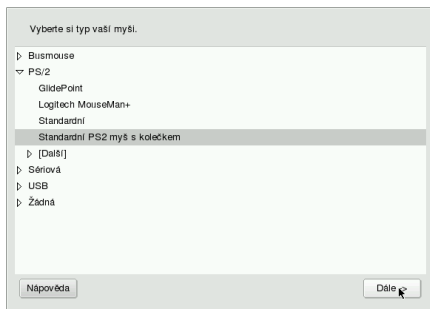 Vyberte si typ vaší myši.
Busmouse
PS/2
GlidePoint
Logitech MouseMan+
Standardní
Standardní PS2 myš s kolečkem
[Další]
Sériová
USB
Žádná
Nápověda
Dále ->